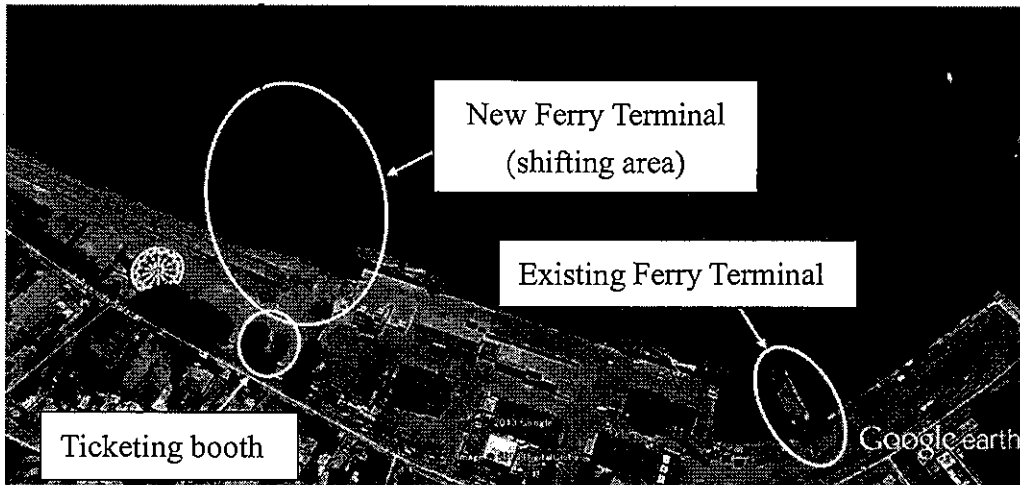 New Ferry Terminal
(shifting area)
Existing Ferry Terminal
Ticketing booth
Google earth